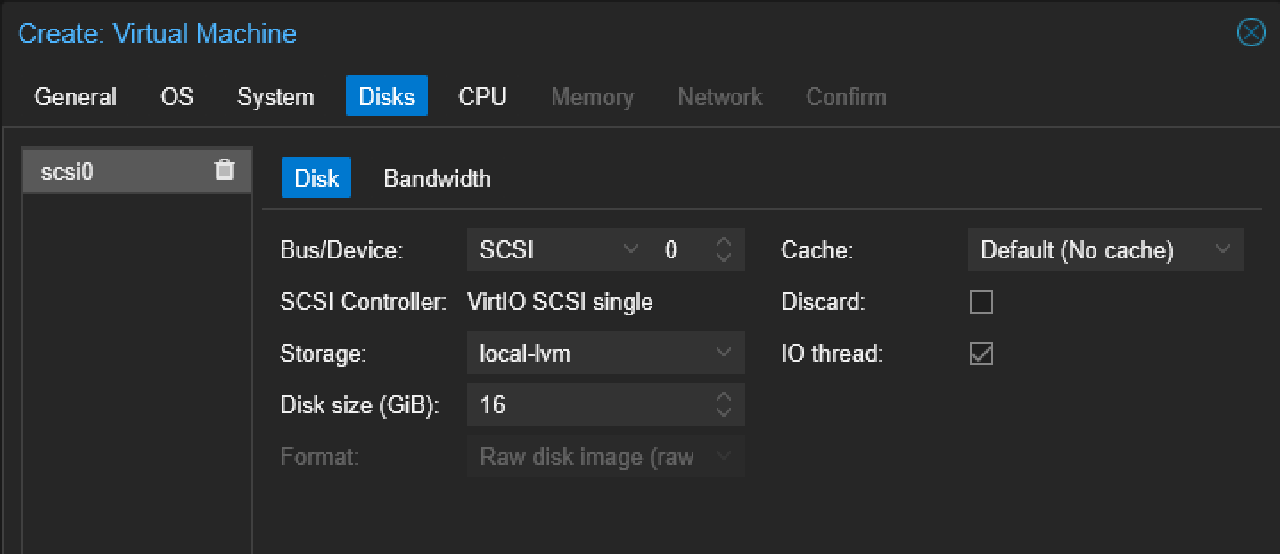 Create: Virtual Machine
General OS System Disks CPU Memory Network Confirm
scsi0
Disk Bandwidth
Bus/Device: SCSI 0 Cache: Default (No cache)
SCSI Controller: VirtIO SCSI single Discard:
Storage: local-lvm IO thread:
Disk size (GiB): 16
Format: Raw disk image (raw